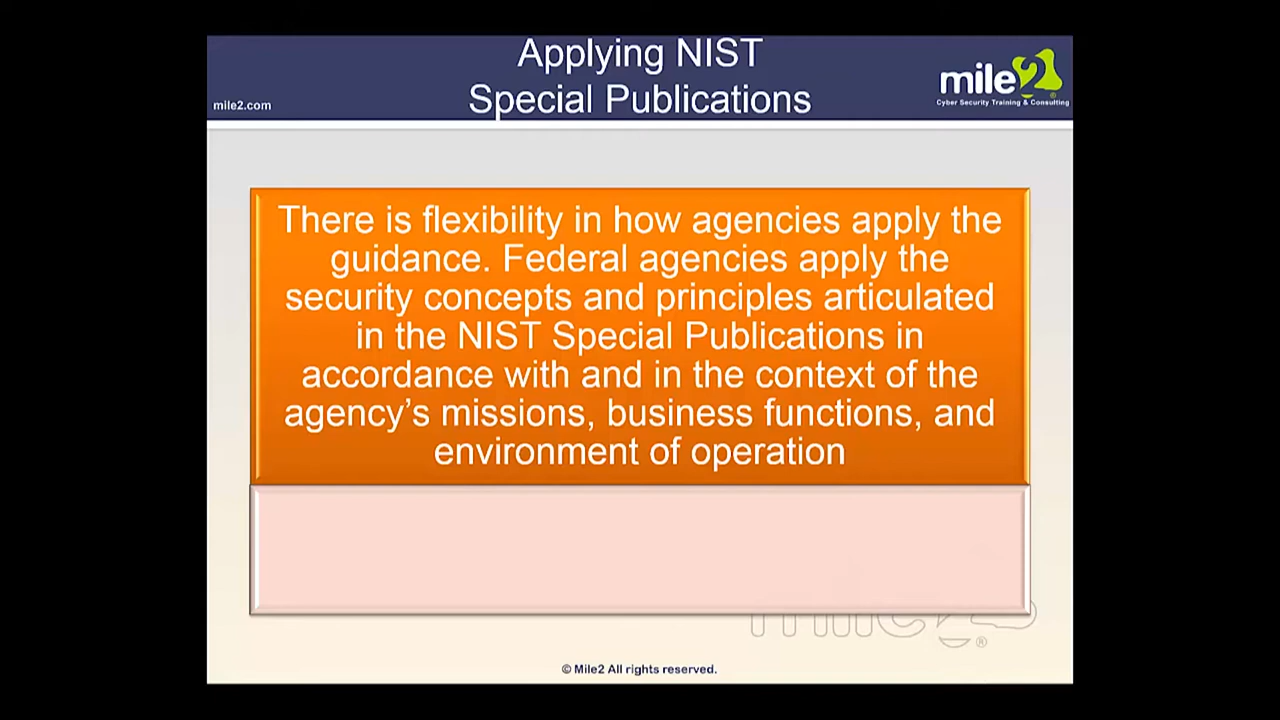 Applying NIST
Special Publications
mile2.com
mile2
®
Cyber Security Training & Consulting
There is flexibility in how agencies apply the
guidance. Federal agencies apply the
security concepts and principles articulated
in the NIST Special Publications in
accordance with and in the context of the
agency’s missions, business functions, and
environment of operation
mile2
®
© Mile2 All rights reserved.